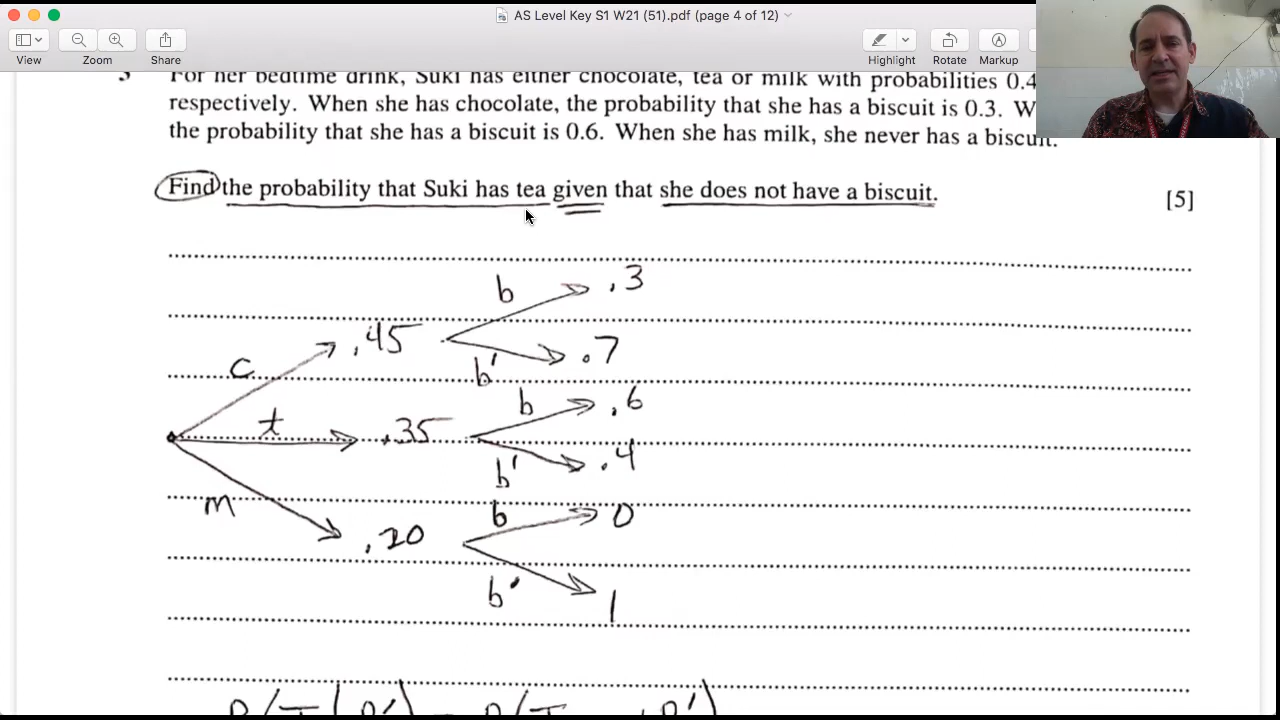 AS Level Key S1 W21 (51).pdf (page 4 of 12)
View Zoom Share Highlight Rotate Markup
For her bedtime drink, Suki has either chocolate, tea or milk with probabilities 0.4
respectively. When she has chocolate, the probability that she has a biscuit is 0.3. W
the probability that she has a biscuit is 0.6. When she has milk, she never has a biscuit.
Find the probability that Suki has tea given that she does not have a biscuit. [5]
b .3
c .45
b' .7
b .6
t .35
b' .4
b 0
m .20
b' 1